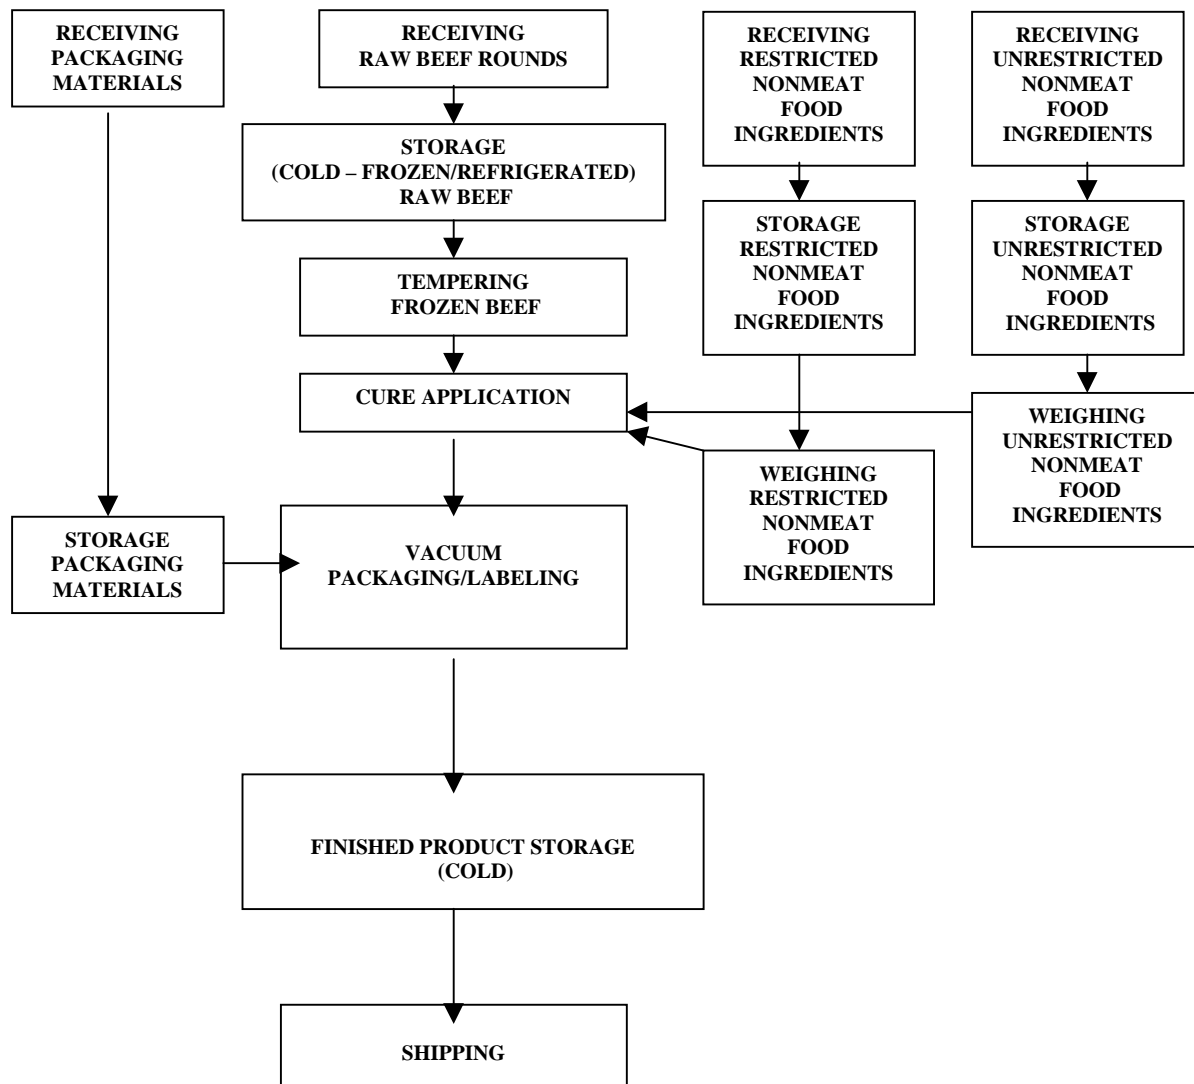 RECEIVING
PACKAGING
MATERIALS
RECEIVING
RAW BEEF ROUNDS
RECEIVING
RESTRICTED
NONMEAT
FOOD
INGREDIENTS
RECEIVING
UNRESTRICTED
NONMEAT
FOOD
INGREDIENTS
STORAGE
(COLD – FROZEN/REFRIGERATED)
RAW BEEF
STORAGE
RESTRICTED
NONMEAT
FOOD
INGREDIENTS
STORAGE
UNRESTRICTED
NONMEAT
FOOD
INGREDIENTS
TEMPERING
FROZEN BEEF
CURE APPLICATION
WEIGHING
UNRESTRICTED
NONMEAT
FOOD
INGREDIENTS
WEIGHING
RESTRICTED
NONMEAT
FOOD
INGREDIENTS
STORAGE
PACKAGING
MATERIALS
VACUUM
PACKAGING/LABELING
FINISHED PRODUCT STORAGE
(COLD)
SHIPPING